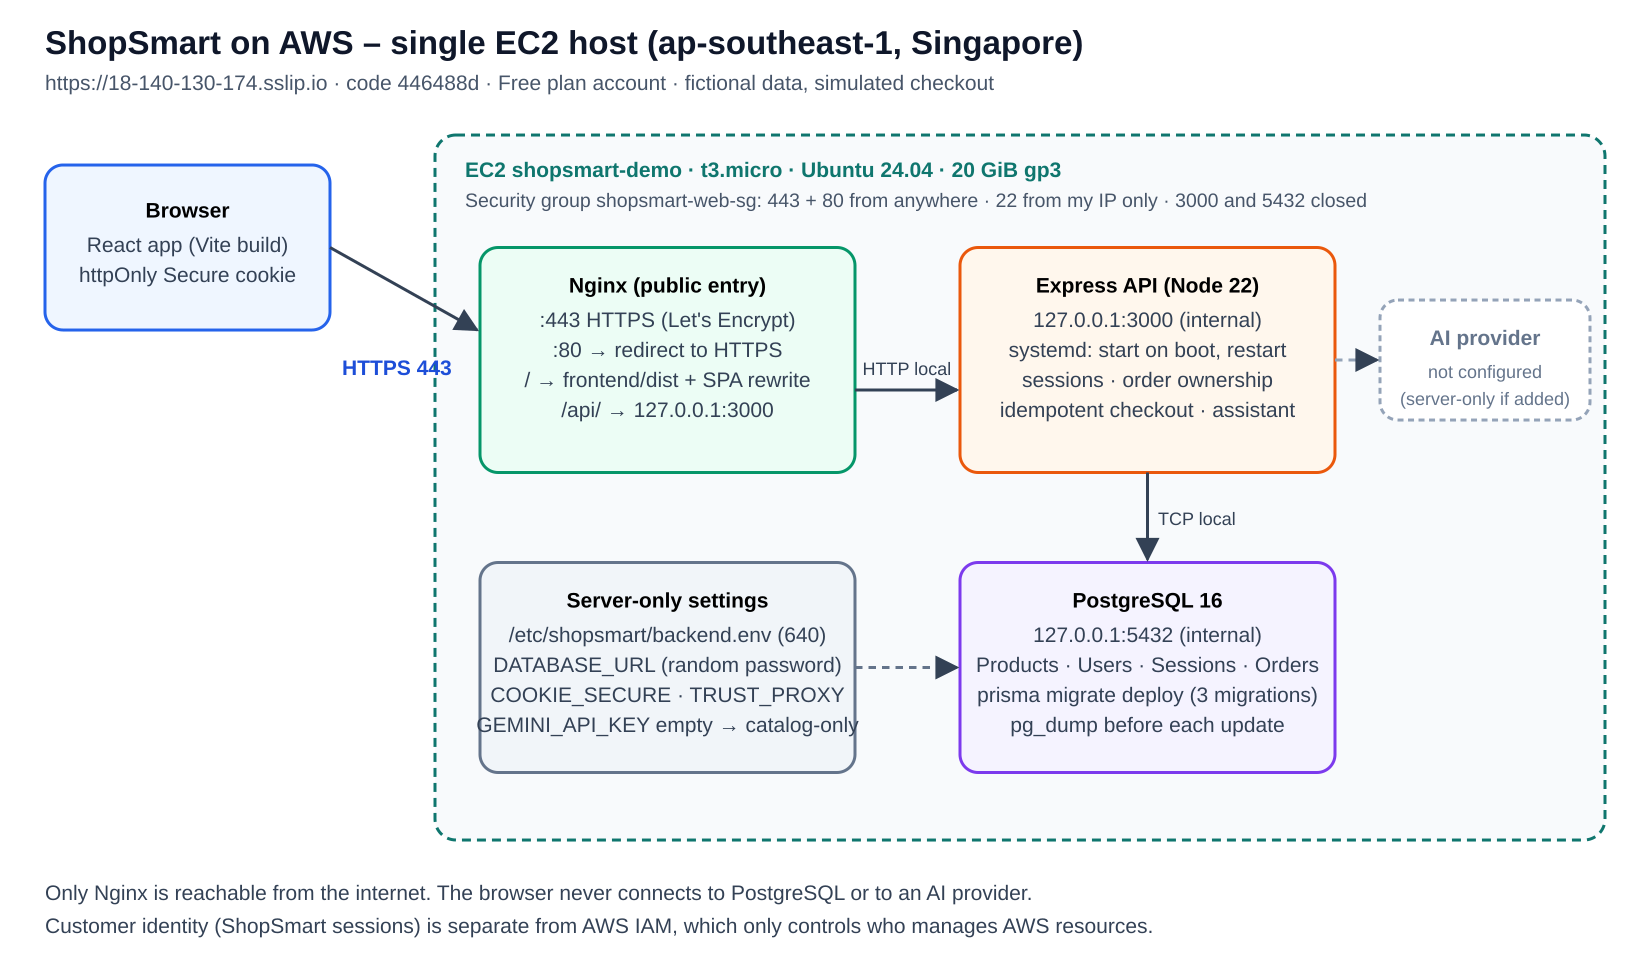 ShopSmart on AWS – single EC2 host (ap-southeast-1, Singapore)
https://18-140-130-174.sslip.io · code 446488d · Free plan account · fictional data, simulated checkout
Browser
React app (Vite build)
httpOnly Secure cookie
HTTPS 443
EC2 shopsmart-demo · t3.micro · Ubuntu 24.04 · 20 GiB gp3
Security group shopsmart-web-sg: 443 + 80 from anywhere · 22 from my IP only · 3000 and 5432 closed
Nginx (public entry)
:443 HTTPS (Let's Encrypt)
:80 → redirect to HTTPS
/ → frontend/dist + SPA rewrite
/api/ → 127.0.0.1:3000
HTTP local
Express API (Node 22)
127.0.0.1:3000 (internal)
systemd: start on boot, restart
sessions · order ownership
idempotent checkout · assistant
AI provider
not configured
(server-only if added)
TCP local
Server-only settings
/etc/shopsmart/backend.env (640)
DATABASE_URL (random password)
COOKIE_SECURE · TRUST_PROXY
GEMINI_API_KEY empty → catalog-only
PostgreSQL 16
127.0.0.1:5432 (internal)
Products · Users · Sessions · Orders
prisma migrate deploy (3 migrations)
pg_dump before each update
Only Nginx is reachable from the internet. The browser never connects to PostgreSQL or to an AI provider.
Customer identity (ShopSmart sessions) is separate from AWS IAM, which only controls who manages AWS resources.